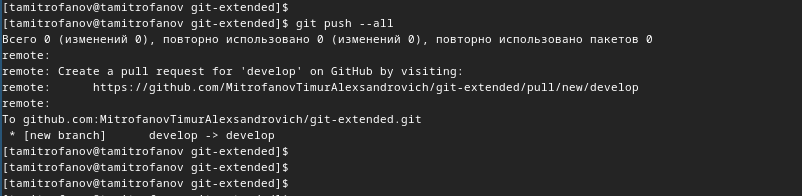 [tamitrofanov@tamitrofanov git-extended]$
[tamitrofanov@tamitrofanov git-extended]$ git push --all
Всего 0 (изменений 0), повторно использовано 0 (изменений 0), повторно использовано пакетов 0
remote:
remote: Create a pull request for 'develop' on GitHub by visiting:
remote:      https://github.com/MitrofanovTimurAlexsandrovich/git-extended/pull/new/develop
remote:
To github.com:MitrofanovTimurAlexsandrovich/git-extended.git
 * [new branch]      develop -> develop
[tamitrofanov@tamitrofanov git-extended]$
[tamitrofanov@tamitrofanov git-extended]$
[tamitrofanov@tamitrofanov git-extended]$